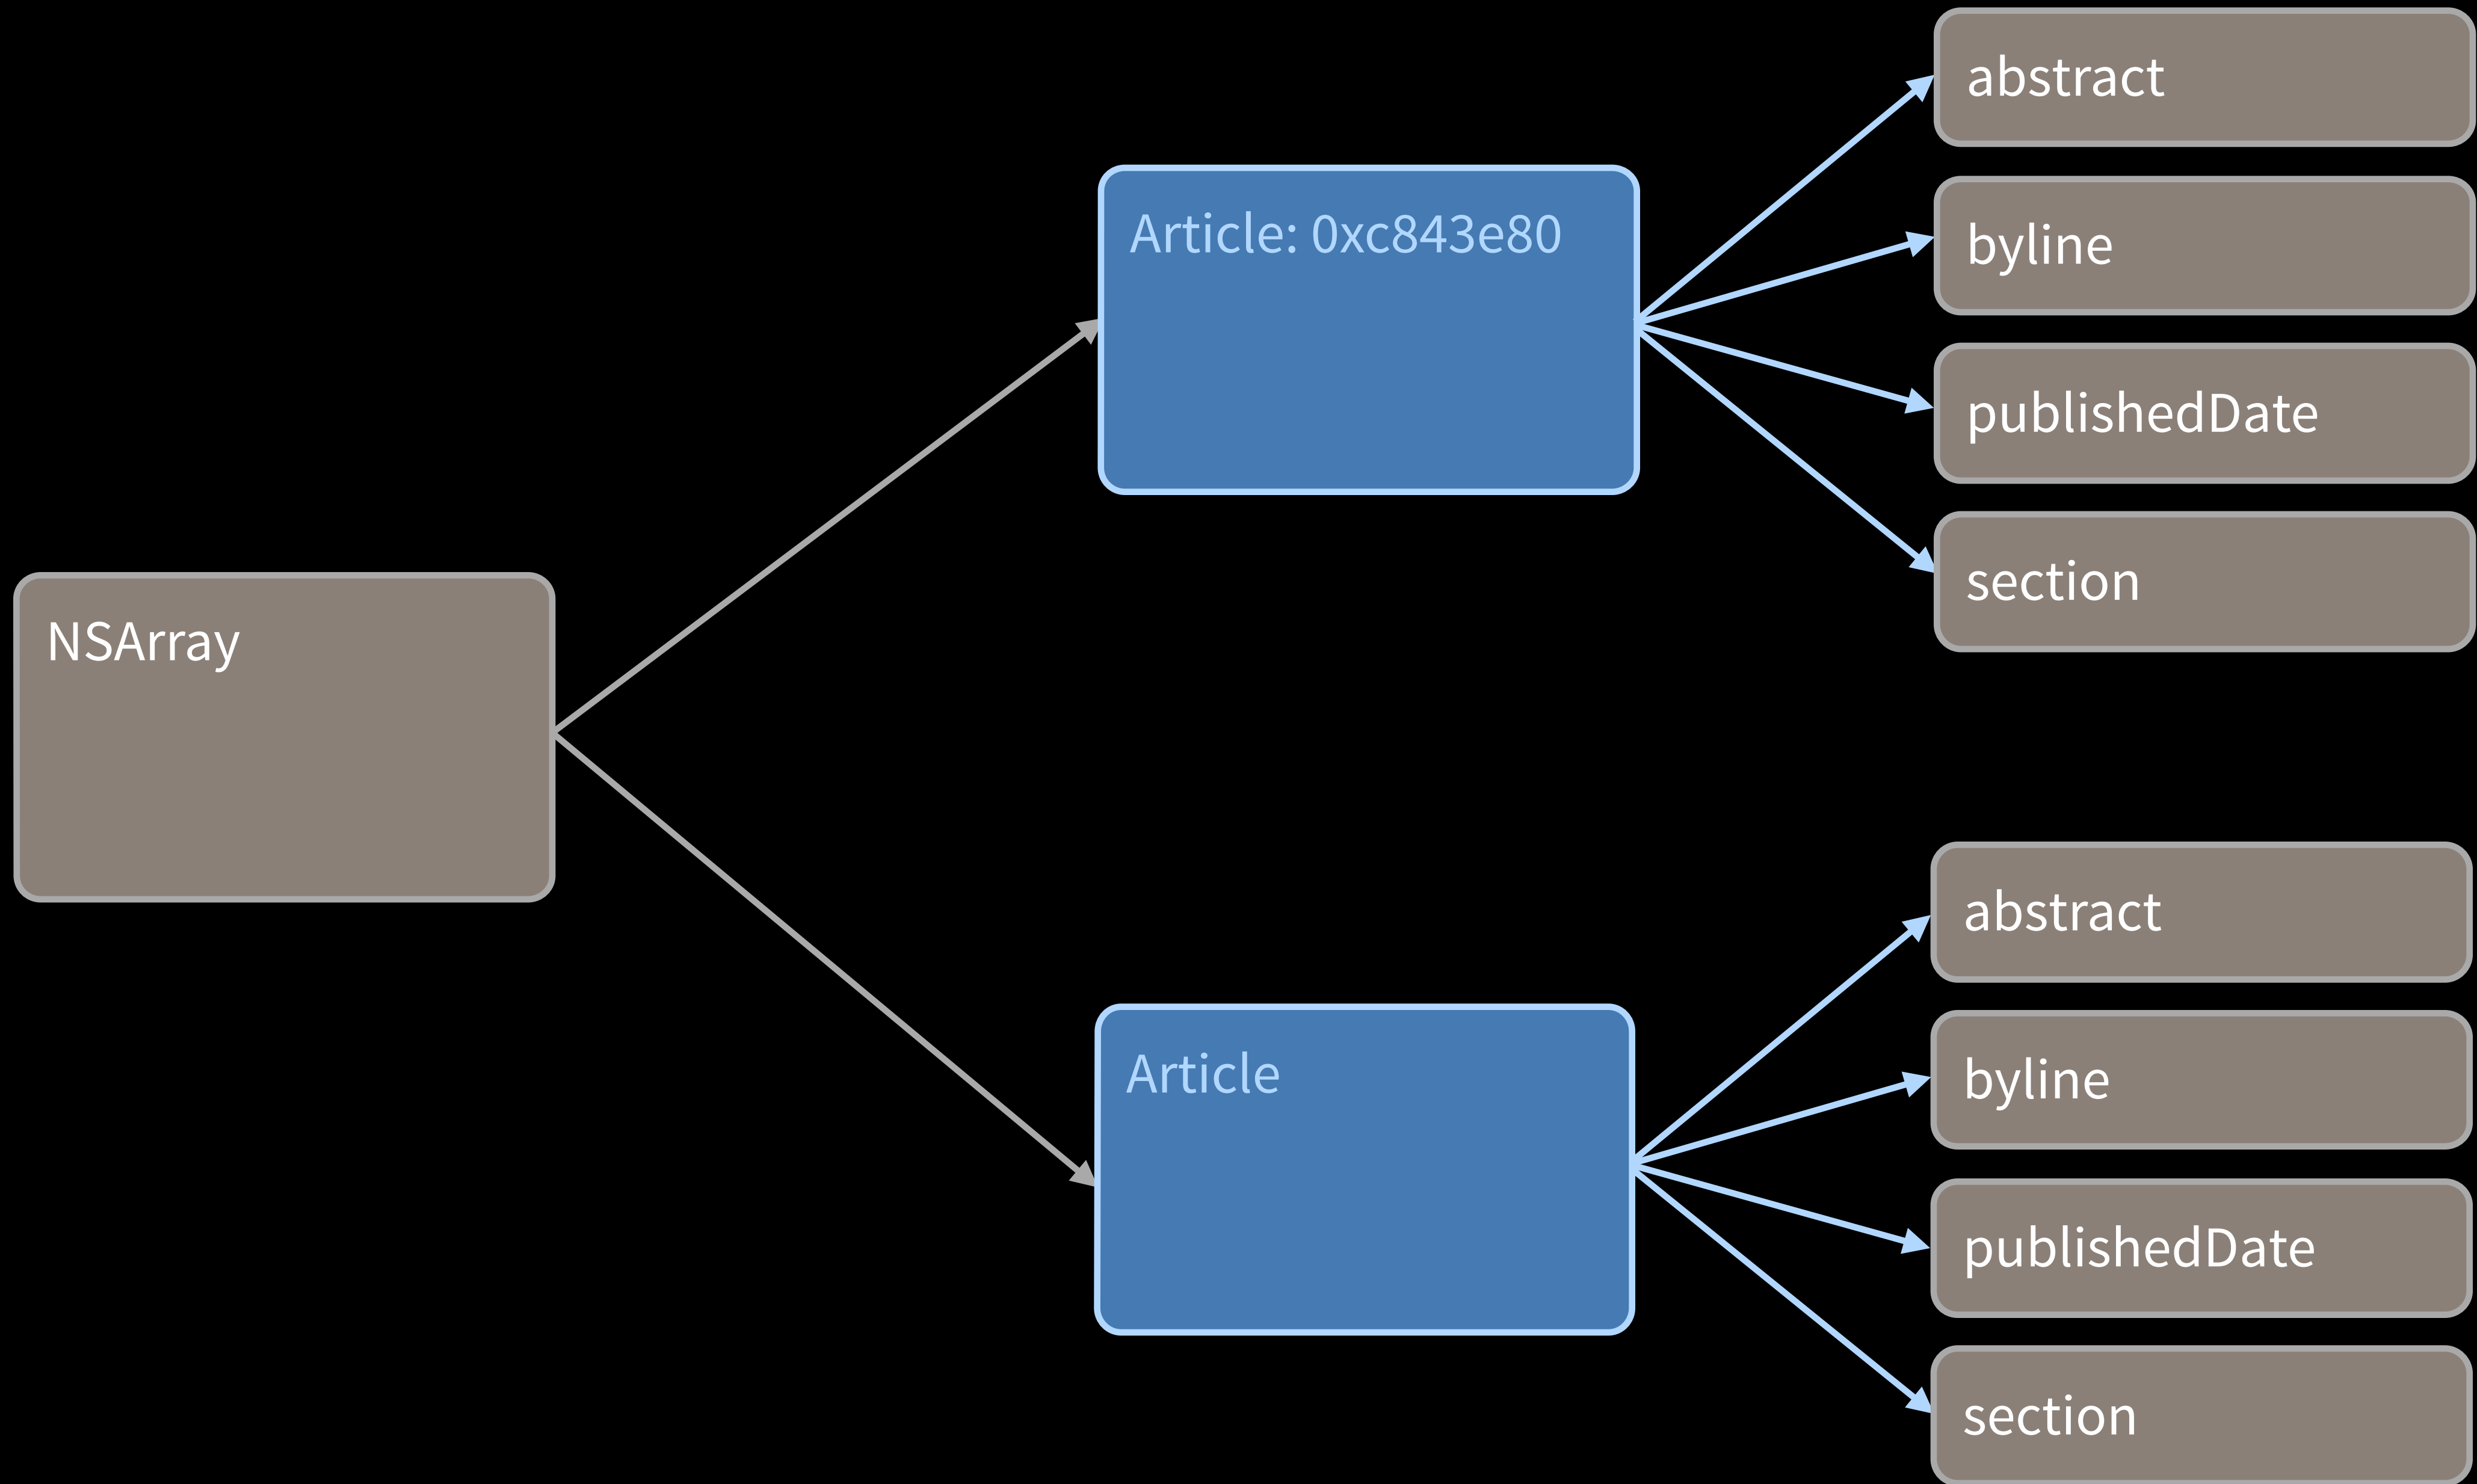 NSArray
Article: 0xc843e80
abstract
byline
publishedDate
section
Article
abstract
byline
publishedDate
section